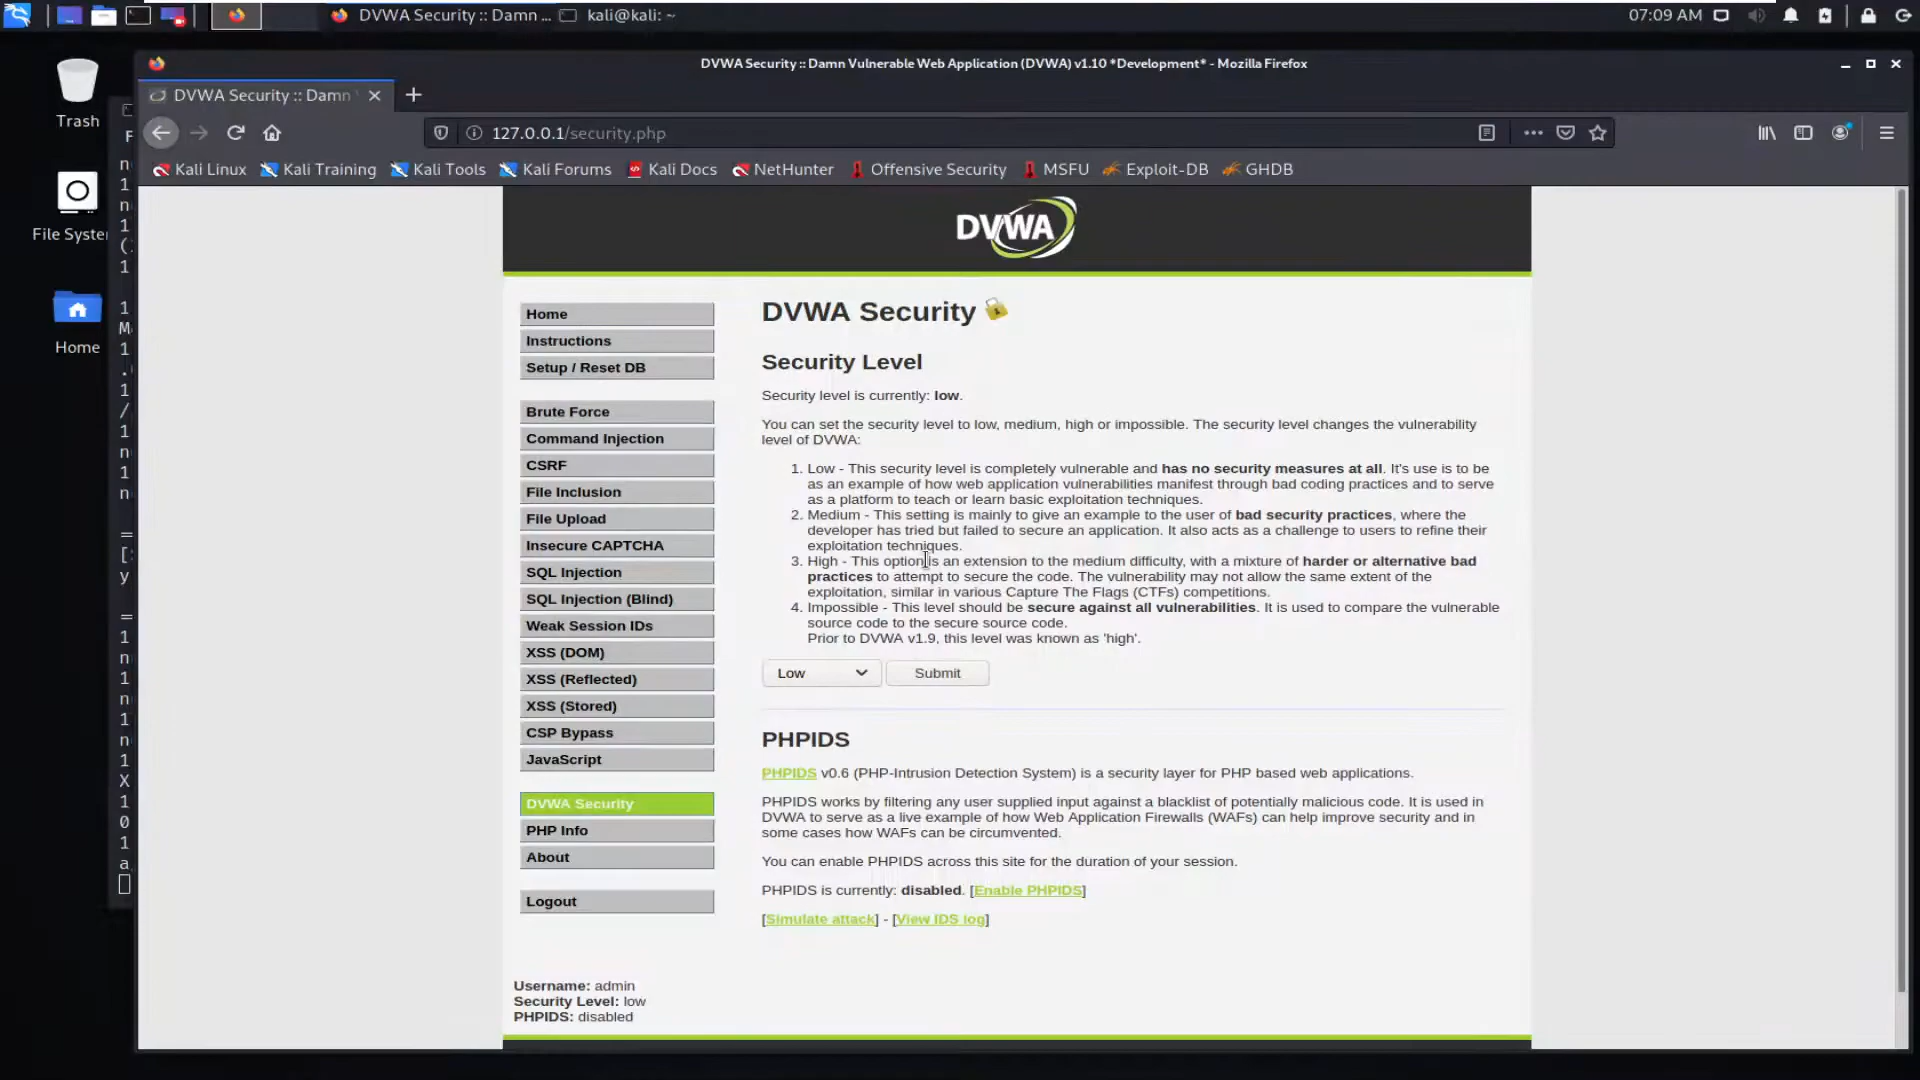 DVWA Security :: Damn ...
kali@kali: ~
07:09 AM
DVWA Security :: Damn Vulnerable Web Application (DVWA) v1.10 *Development* - Mozilla Firefox
DVWA Security :: Damn
127.0.0.1/security.php
Kali Linux
Kali Training
Kali Tools
Kali Forums
Kali Docs
NetHunter
Offensive Security
MSFU
Exploit-DB
GHDB
Trash
File Syste
Home
DVWA
Home
Instructions
Setup / Reset DB
Brute Force
Command Injection
CSRF
File Inclusion
File Upload
Insecure CAPTCHA
SQL Injection
SQL Injection (Blind)
Weak Session IDs
XSS (DOM)
XSS (Reflected)
XSS (Stored)
CSP Bypass
JavaScript
DVWA Security
PHP Info
About
Logout
DVWA Security
Security Level
Security level is currently: low.
You can set the security level to low, medium, high or impossible. The security level changes the vulnerability
level of DVWA:
1. Low - This security level is completely vulnerable and has no security measures at all. It's use is to be
as an example of how web application vulnerabilities manifest through bad coding practices and to serve
as a platform to teach or learn basic exploitation techniques.
2. Medium - This setting is mainly to give an example to the user of bad security practices, where the
developer has tried but failed to secure an application. It also acts as a challenge to users to refine their
exploitation techniques.
3. High - This option is an extension to the medium difficulty, with a mixture of harder or alternative bad
practices to attempt to secure the code. The vulnerability may not allow the same extent of the
exploitation, similar in various Capture The Flags (CTFs) competitions.
4. Impossible - This level should be secure against all vulnerabilities. It is used to compare the vulnerable
source code to the secure source code.
Prior to DVWA v1.9, this level was known as 'high'.
Low
Submit
PHPIDS
PHPIDS v0.6 (PHP-Intrusion Detection System) is a security layer for PHP based web applications.
PHPIDS works by filtering any user supplied input against a blacklist of potentially malicious code. It is used in
DVWA to serve as a live example of how Web Application Firewalls (WAFs) can help improve security and in
some cases how WAFs can be circumvented.
You can enable PHPIDS across this site for the duration of your session.
PHPIDS is currently: disabled. [Enable PHPIDS]
[Simulate attack] - [View IDS log]
Username: admin
Security Level: low
PHPIDS: disabled